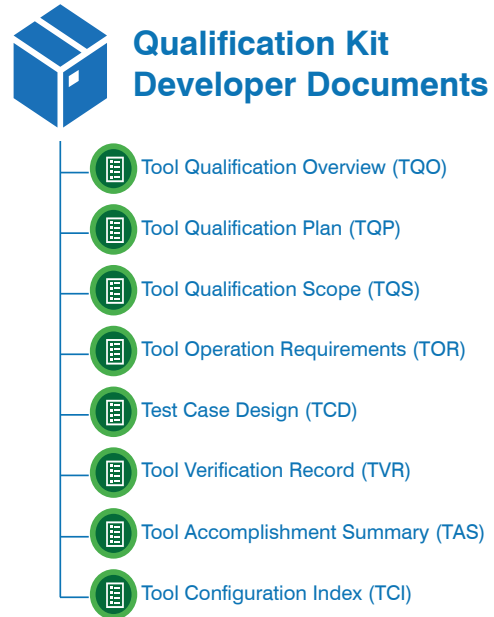 Qualification Kit
Developer Documents
Tool Qualification Overview (TQO)
Tool Qualification Plan (TQP)
Tool Qualification Scope (TQS)
Tool Operation Requirements (TOR)
Test Case Design (TCD)
Tool Verification Record (TVR)
Tool Accomplishment Summary (TAS)
Tool Configuration Index (TCI)